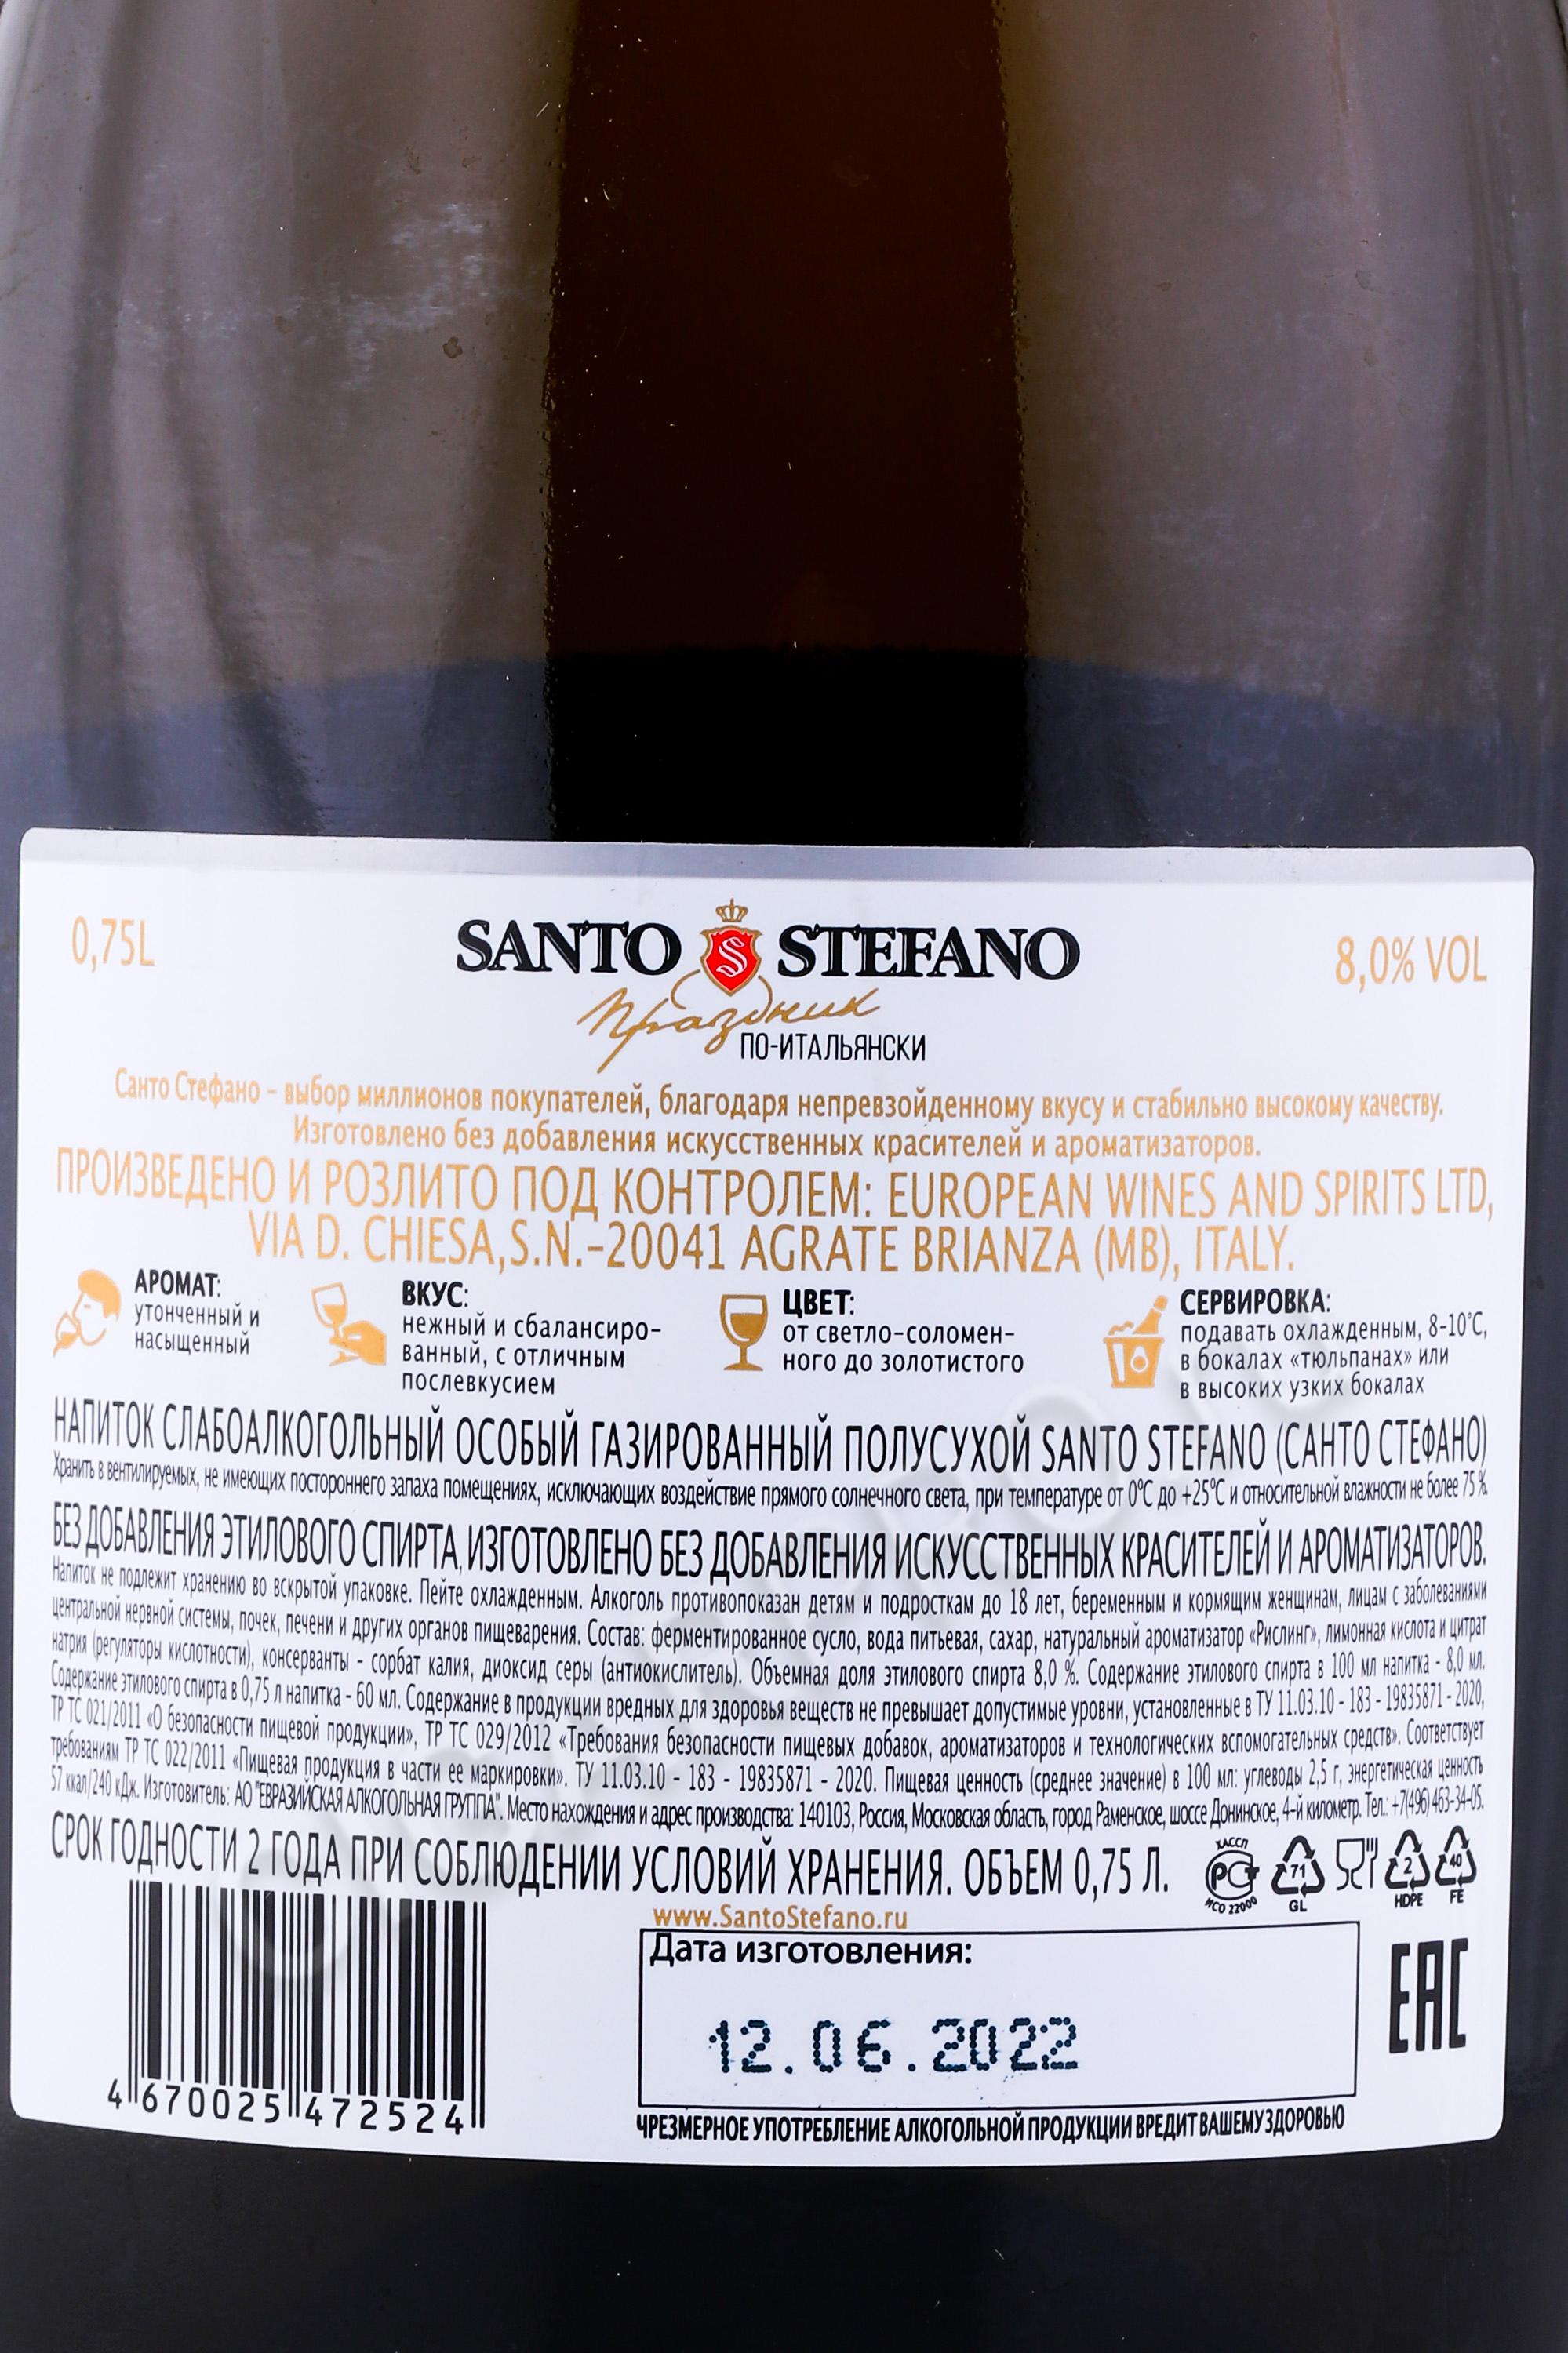 0,75L
SANTO S STEFANO
8,0% VOL
Праздник
ПО-ИТАЛЬЯНСКИ
Санто Стефано – выбор миллионов покупателей, благодаря непревзойденному вкусу и стабильно высокому качеству.
Изготовлено без добавления искусственных красителей и ароматизаторов.
ПРОИЗВЕДЕНО И РОЗЛИТО ПОД КОНТРОЛЕМ: EUROPEAN WINES AND SPIRITS LTD,
VIA D. CHIESA,S.N.-20041 AGRATE BRIANZA (MB), ITALY.
АРОМАТ:
утонченный и
насыщенный
ВКУС:
нежный и сбалансиро-
ванный, с отличным
послевкусием
ЦВЕТ:
от светло-соломен-
ного до золотистого
СЕРВИРОВКА:
подавать охлажденным, 8-10°С,
в бокалах «тюльпанах» или
в высоких узких бокалах
НАПИТОК СЛАБОАЛКОГОЛЬНЫЙ ОСОБЫЙ ГАЗИРОВАННЫЙ ПОЛУСУХОЙ SANTO STEFANO (САНТО СТЕФАНО)
Хранить в вентилируемых, не имеющих постороннего запаха помещениях, исключающих воздействие прямого солнечного света, при температуре от 0°С до +25°С и относительной влажности не более 75 %.
БЕЗ ДОБАВЛЕНИЯ ЭТИЛОВОГО СПИРТА, ИЗГОТОВЛЕНО БЕЗ ДОБАВЛЕНИЯ ИСКУССТВЕННЫХ КРАСИТЕЛЕЙ И АРОМАТИЗАТОРОВ.
Напиток не подлежит хранению во вскрытой упаковке. Пейте охлажденным. Алкоголь противопоказан детям и подросткам до 18 лет, беременным и кормящим женщинам, лицам с заболеваниями
центральной нервной системы, почек, печени и других органов пищеварения. Состав: ферментированное сусло, вода питьевая, сахар, натуральный ароматизатор «Рислинг», лимонная кислота и цитрат
натрия (регуляторы кислотности), консерванты - сорбат калия, диоксид серы (антиокислитель). Объемная доля этилового спирта 8,0 %. Содержание этилового спирта в 100 мл напитка - 8,0 мл.
Содержание этилового спирта в 0,75 л напитка - 60 мл. Содержание в продукции вредных для здоровья веществ не превышает допустимые уровни, установленные в ТУ 11.03.10 - 183 - 19835871 - 2020,
ТР ТС 021/2011 «О безопасности пищевой продукции», ТР ТС 029/2012 «Требования безопасности пищевых добавок, ароматизаторов и технологических вспомогательных средств». Соответствует
требованиям ТР ТС 022/2011 «Пищевая продукция в части ее маркировки». ТУ 11.03.10 - 183 - 19835871 - 2020. Пищевая ценность (среднее значение) в 100 мл: углеводы 2,5 г, энергетическая ценность
57 ккал/240 кДж. Изготовитель: АО "ЕВРАЗИЙСКАЯ АЛКОГОЛЬНАЯ ГРУППА". Место нахождения и адрес производства: 140103, Россия, Московская область, город Раменское, шоссе Донинское, 4-й километр. Тел.: +7(496) 463-34-05.
СРОК ГОДНОСТИ 2 ГОДА ПРИ СОБЛЮДЕНИИ УСЛОВИЙ ХРАНЕНИЯ. ОБЪЕМ 0,75 Л.
ХАССП
РСТ
ИСО 22000
71
GL
2
HDPE
40
FE
www.SantoStefano.ru
Дата изготовления:
12.06.2022
EAC
4 670025 472524
ЧРЕЗМЕРНОЕ УПОТРЕБЛЕНИЕ АЛКОГОЛЬНОЙ ПРОДУКЦИИ ВРЕДИТ ВАШЕМУ ЗДОРОВЬЮ